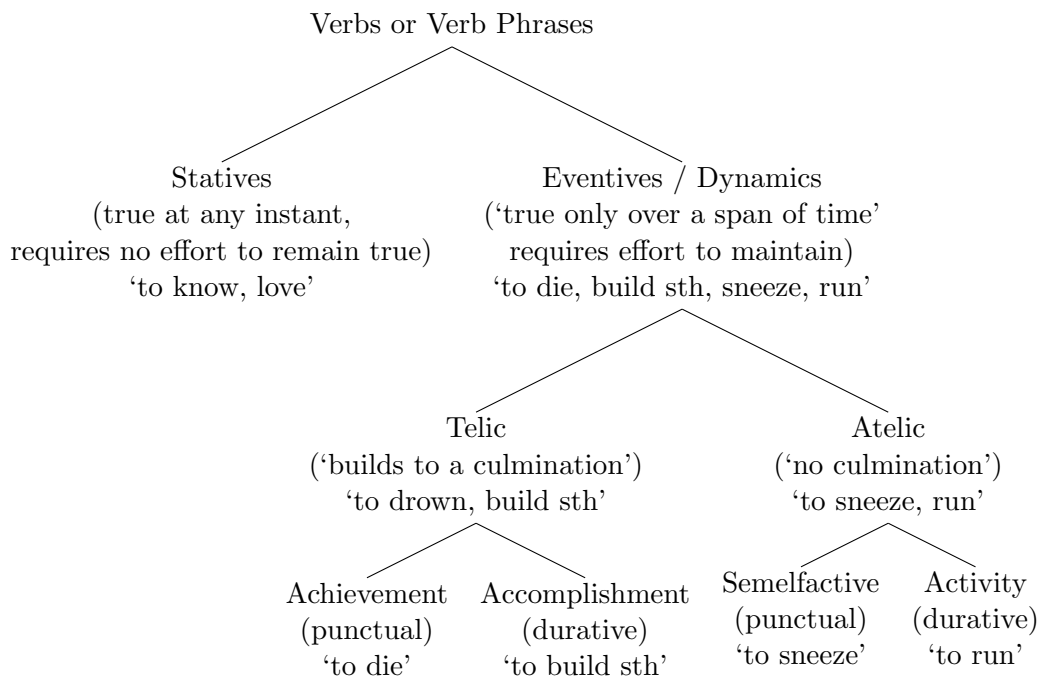 Verbs or Verb Phrases
Statives
(true at any instant,
requires no effort to remain true)
‘to know, love’
Eventives / Dynamics
(‘true only over a span of time’
requires effort to maintain)
‘to die, build sth, sneeze, run’
Telic
(‘builds to a culmination’)
‘to drown, build sth’
Atelic
(‘no culmination’)
‘to sneeze, run’
Achievement
(punctual)
‘to die’
Accomplishment
(durative)
‘to build sth’
Semelfactive
(punctual)
‘to sneeze’
Activity
(durative)
‘to run’